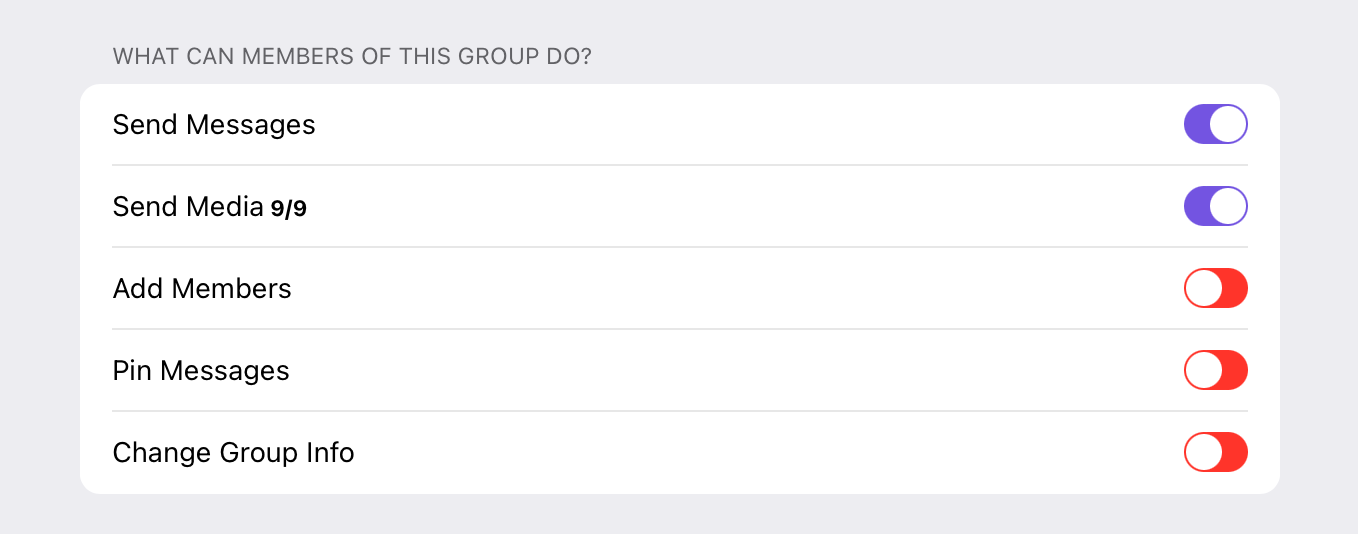 WHAT CAN MEMBERS OF THIS GROUP DO?
Send Messages
Send Media 9/9
Add Members
Pin Messages
Change Group Info